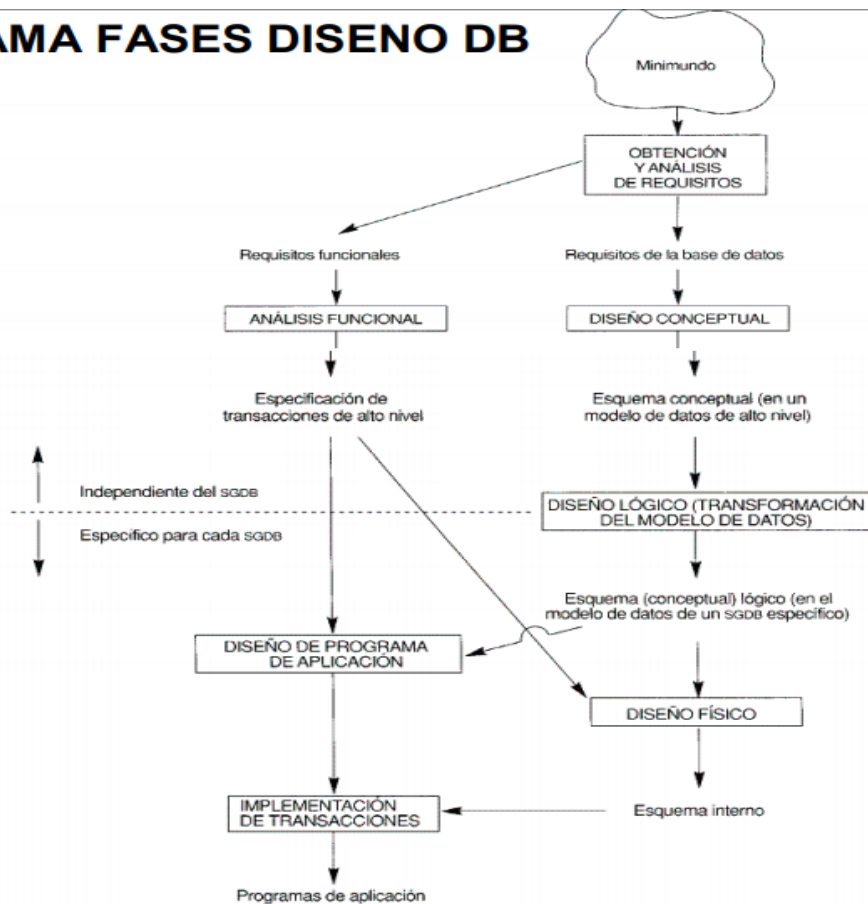 AMA FASES DISENO DB
Minimundo
OBTENCIÓN
Y ANÁLISIS
DE REQUISITOS
Requisitos funcionales
Requisitos de la base de datos
ANÁLISIS FUNCIONAL
DISEÑO CONCEPTUAL
Especificación de
transacciones de alto nivel
Esquema conceptual (en un
modelo de datos de alto nivel)
Independiente del SGDB
DISEÑO LÓGICO (TRANSFORMACIÓN
DEL MODELO DE DATOS)
Específico para cada SGDB
Esquema (conceptual) lógico (en el
modelo de datos de un SGDB específico)
DISEÑO DE PROGRAMA
DE APLICACIÓN
DISEÑO FÍSICO
IMPLEMENTACIÓN
DE TRANSACCIONES
Esquema interno
Programas de aplicación